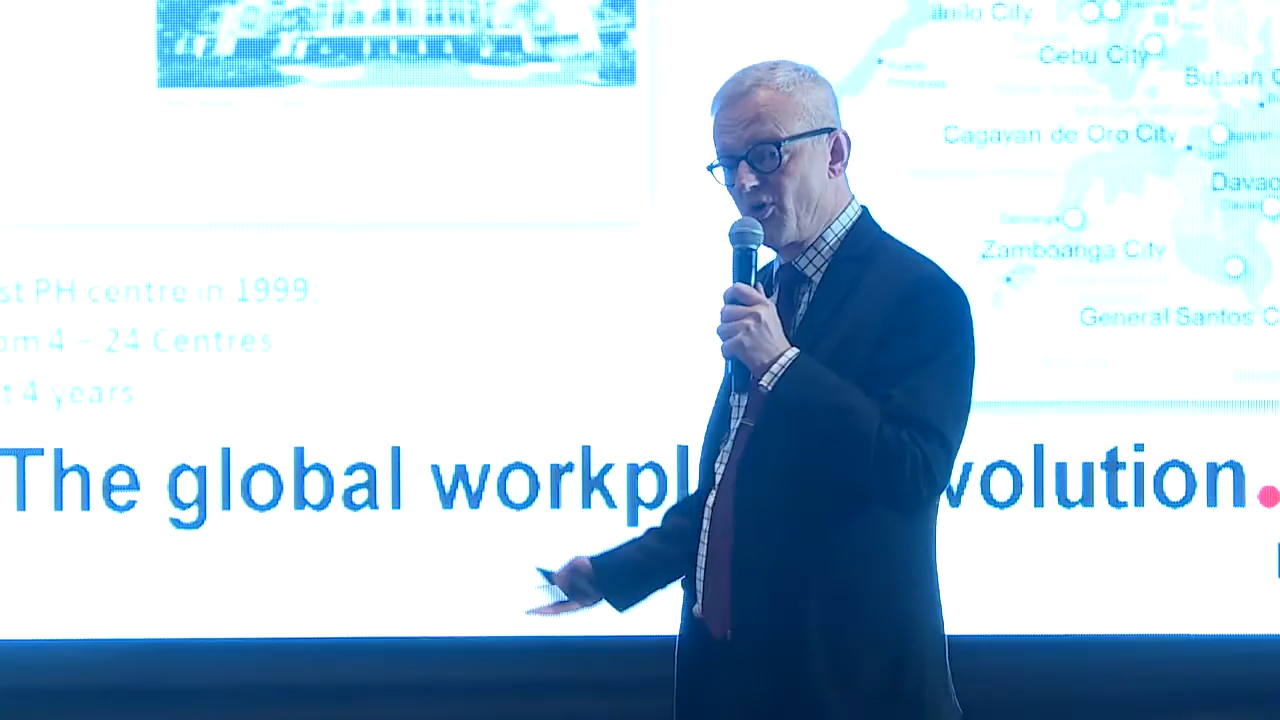 st PH centre in 1999;
om 4 – 24 Centres
t 4 years
Iloilo City
Cebu City
Butuan C
Cagayan de Oro City
Davao
Zamboanga City
General Santos C
The global workpl
volution.